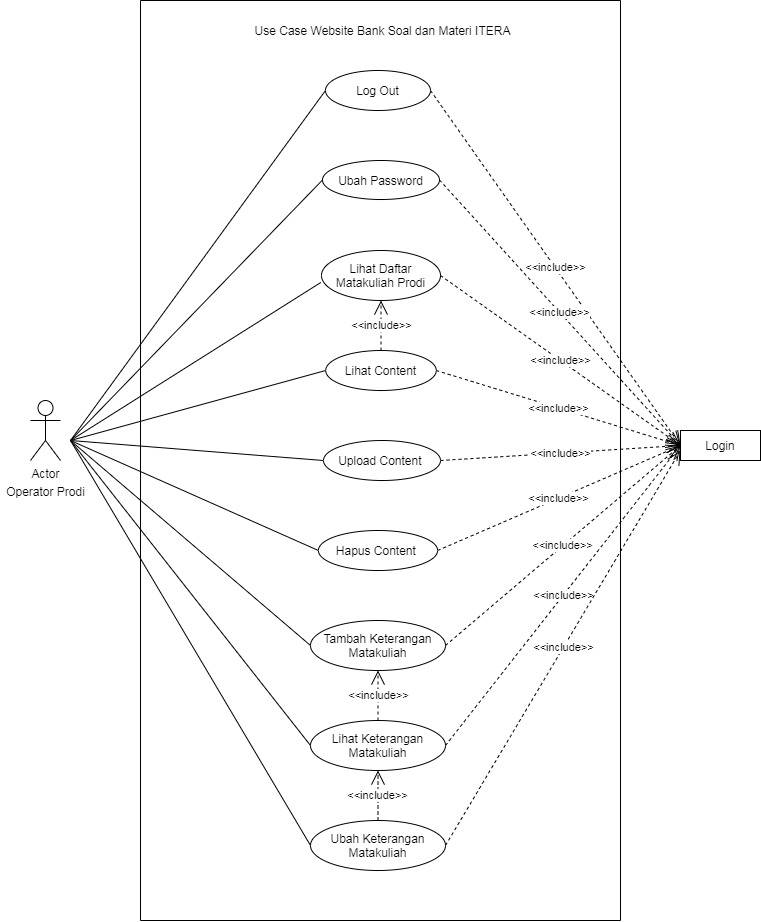 Use Case Website Bank Soal dan Materi ITERA
Log Out
Ubah Password
<<include>>
Lihat Daftar
Matakuliah Prodi
<<include>>
<<include>>
<<include>>
Lihat Content
<<include>>
Actor
Operator Prodi
Login
Upload Content
<<include>>
<<include>>
Hapus Content
<<include>>
<<include>>
Tambah Keterangan
Matakuliah
<<include>>
<<include>>
Lihat Keterangan
Matakuliah
<<include>>
Ubah Keterangan
Matakuliah